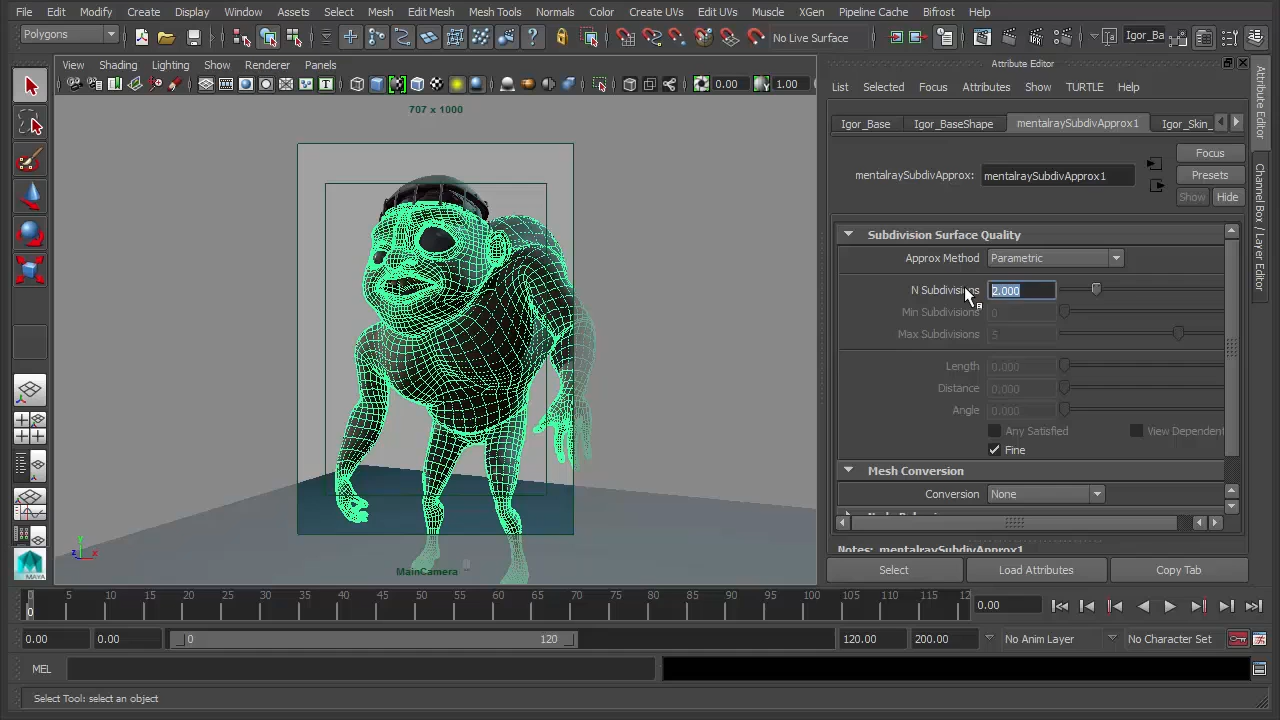 File Edit Modify Create Display Window Assets Select Mesh Edit Mesh Mesh Tools Normals Color Create UVs Edit UVs Muscle XGen Pipeline Cache Bifrost Help
Polygons No Live Surface Igor_Ba
Attribute Editor
View Shading Lighting Show Renderer Panels
List Selected Focus Attributes Show TURTLE Help
0.00 1.00
707 x 1000
Igor_Base Igor_BaseShape mentalraySubdivApprox1 Igor_Skin_
Focus
mentalraySubdivApprox: mentalraySubdivApprox1 Presets
Show Hide
Subdivision Surface Quality
Approx Method Parametric
N Subdivisions 2.000
Min Subdivisions 0
Max Subdivisions 5
Length 0.000
Distance 0.000
Angle 0.000
Any Satisfied View Dependent
Fine
Mesh Conversion
Conversion None
Notes: mentalraySubdivApprox1
Select Load Attributes Copy Tab
Attribute Editor
Channel Box / Layer Editor
y
z x
MainCamera
MAYA
0 5 10 15 20 25 30 35 40 45 50 55 60 65 70 75 80 85 90 95 100 105 110 115 12
0 0.00
0.00 0.00 0 120 120.00 200.00 No Anim Layer No Character Set
MEL
Select Tool: select an object